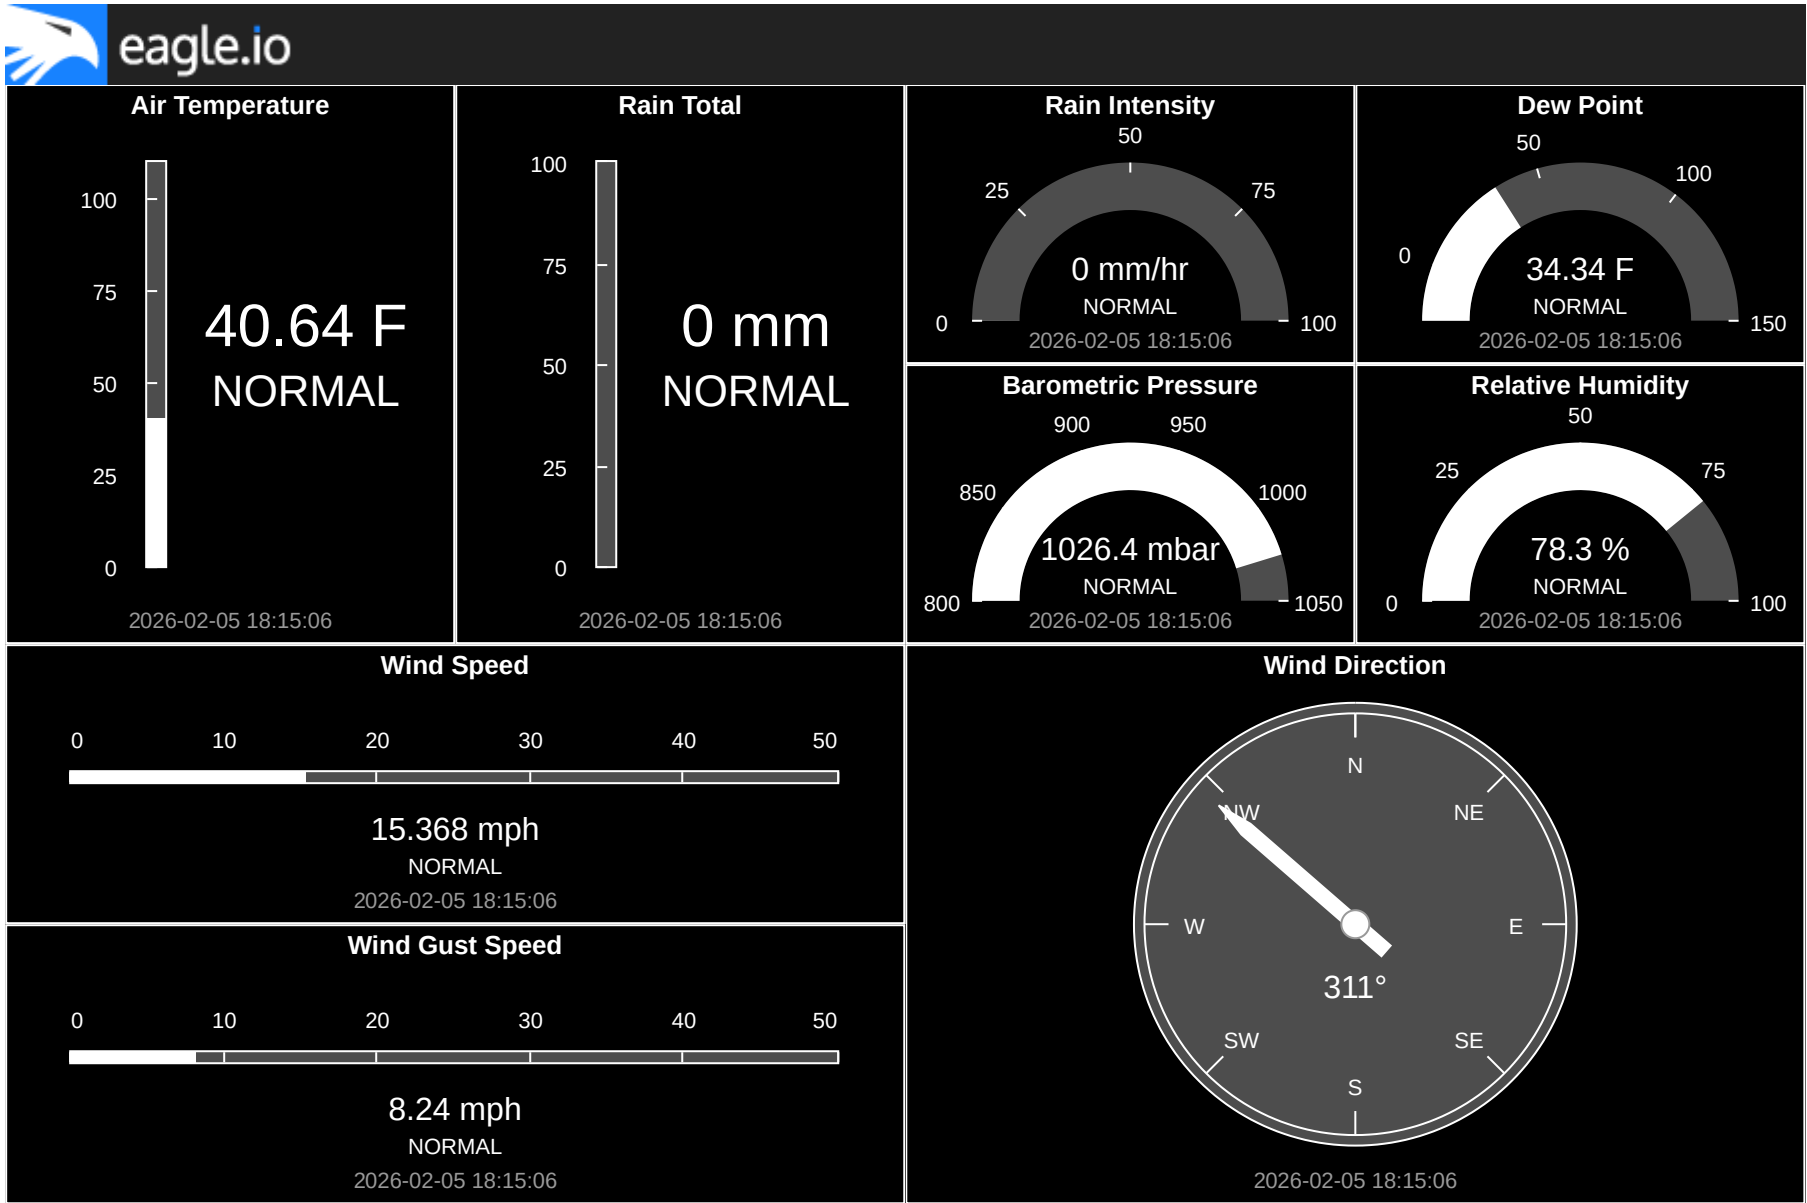 eagle.io
Air Temperature
100
75
50
25
0
40.64 F
NORMAL
2026-02-05 18:15:06
Rain Total
100
75
50
25
0
0 mm
NORMAL
2026-02-05 18:15:06
Rain Intensity
50
25
75
0
100
0 mm/hr
NORMAL
2026-02-05 18:15:06
Dew Point
50
100
0
150
34.34 F
NORMAL
2026-02-05 18:15:06
Barometric Pressure
900
950
850
1000
800
1050
1026.4 mbar
NORMAL
2026-02-05 18:15:06
Relative Humidity
50
25
75
0
100
78.3 %
NORMAL
2026-02-05 18:15:06
Wind Speed
0 10 20 30 40 50
15.368 mph
NORMAL
2026-02-05 18:15:06
Wind Gust Speed
0 10 20 30 40 50
8.24 mph
NORMAL
2026-02-05 18:15:06
Wind Direction
N
NW
NE
W
E
311°
SW
SE
S
2026-02-05 18:15:06